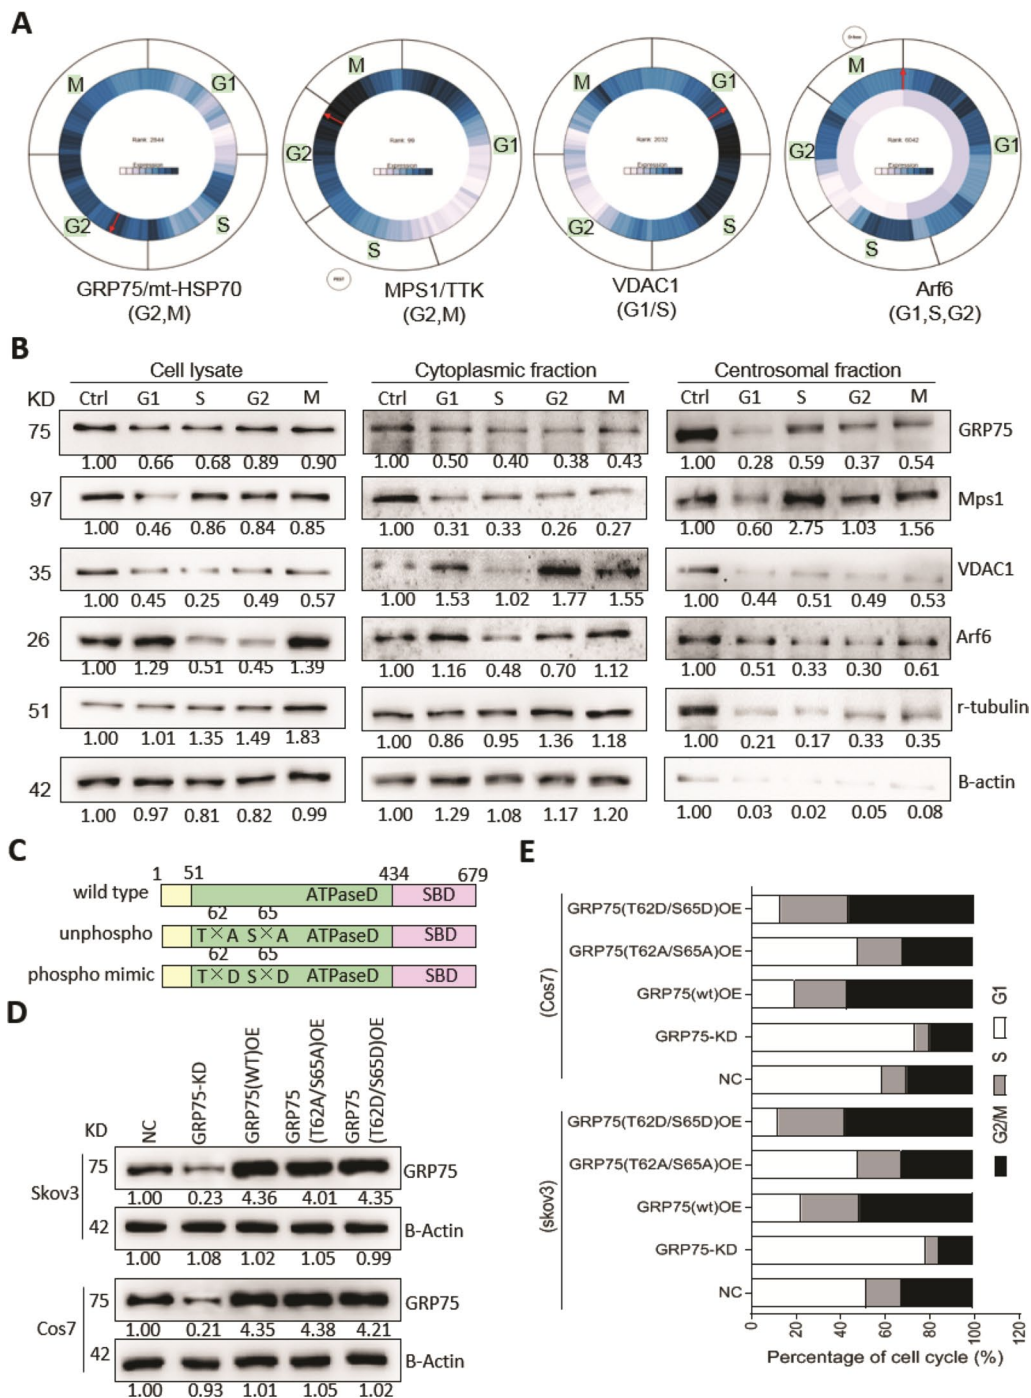 A
M G1 G2 S
Rank 2844
Expression
GRP75/mt-HSP70
(G2,M)
M G1 G2 S
Rank 99
Expression
MPS1/TTK
(G2,M)
M G1 G2 S
Rank 2032
Expression
VDAC1
(G1/S)
M G1 G2 S
Rank 6042
Expression
Arf6
(G1,S,G2)
B
Cell lysate Cytoplasmic fraction Centrosomal fraction
KD Ctrl G1 S G2 M Ctrl G1 S G2 M Ctrl G1 S G2 M
75 GRP75
1.00 0.66 0.68 0.89 0.90 1.00 0.50 0.40 0.38 0.43 1.00 0.28 0.59 0.37 0.54
97 Mps1
1.00 0.46 0.86 0.84 0.85 1.00 0.31 0.33 0.26 0.27 1.00 0.60 2.75 1.03 1.56
35 VDAC1
1.00 0.45 0.25 0.49 0.57 1.00 1.53 1.02 1.77 1.55 1.00 0.44 0.51 0.49 0.53
26 Arf6
1.00 1.29 0.51 0.45 1.39 1.00 1.16 0.48 0.70 1.12 1.00 0.51 0.33 0.30 0.61
51 r-tubulin
1.00 1.01 1.35 1.49 1.83 1.00 0.86 0.95 1.36 1.18 1.00 0.21 0.17 0.33 0.35
42 B-actin
1.00 0.97 0.81 0.82 0.99 1.00 1.29 1.08 1.17 1.20 1.00 0.03 0.02 0.05 0.08
C
1 51 434 679
wild type ATPaseD SBD
62 65
unphospho T×A S×A ATPaseD SBD
62 65
phospho mimic T×D S×D ATPaseD SBD
D
KD NC GRP75-KD GRP75(WT)OE GRP75 (T62A/S65A)OE GRP75 (T62D/S65D)OE
Skov3
75 GRP75
1.00 0.23 4.36 4.01 4.35
42 B-Actin
1.00 1.08 1.02 1.05 0.99
Cos7
75 GRP75
1.00 0.21 4.35 4.38 4.21
42 B-Actin
1.00 0.93 1.01 1.05 1.02
E
(Cos7)
GRP75(T62D/S65D)OE
GRP75(T62A/S65A)OE
GRP75(wt)OE
GRP75-KD
NC
(skov3)
GRP75(T62D/S65D)OE
GRP75(T62A/S65A)OE
GRP75(wt)OE
GRP75-KD
NC
0 20 40 60 80 100 120
Percentage of cell cycle (%)
G1
S
G2/M